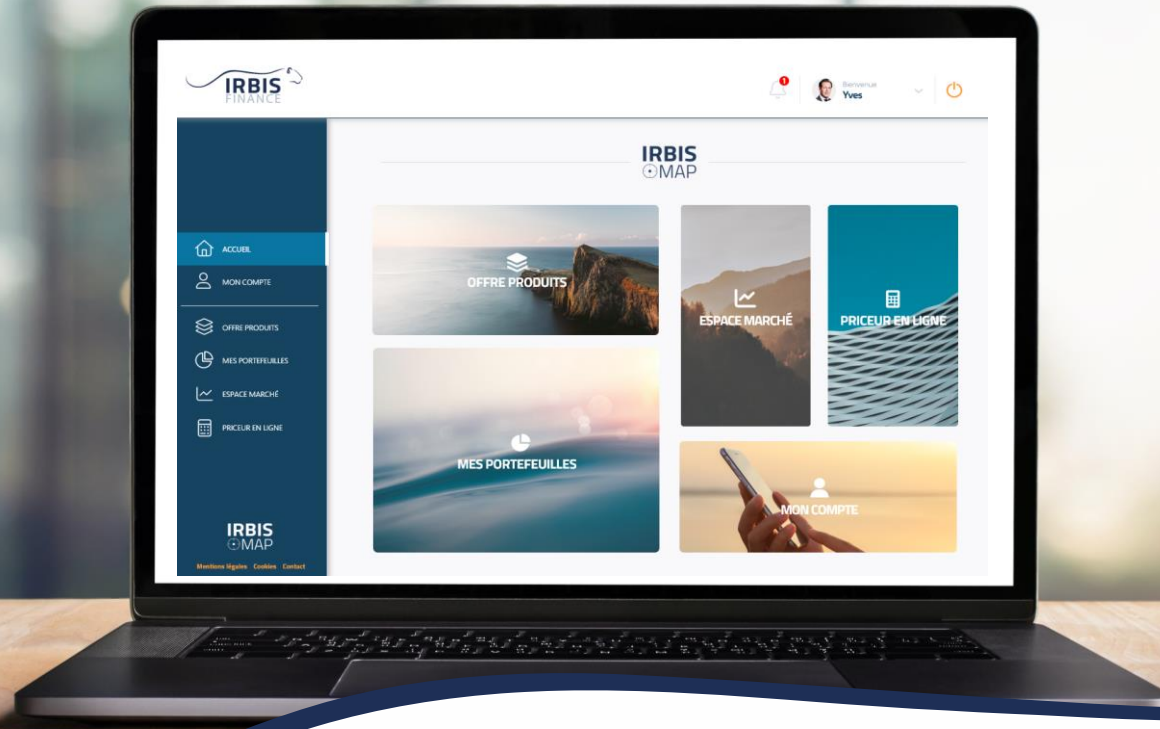 IRBIS
FINANCE
1
Bienvenue
Yves
ACCUEIL
MON COMPTE
OFFRE PRODUITS
MES PORTEFEUILLES
ESPACE MARCHÉ
PRICEUR EN LIGNE
IRBIS
MAP
Mentions légales Cookies Contact
IRBIS
MAP
OFFRE PRODUITS
ESPACE MARCHÉ
PRICEUR EN LIGNE
MES PORTEFEUILLES
MON COMPTE